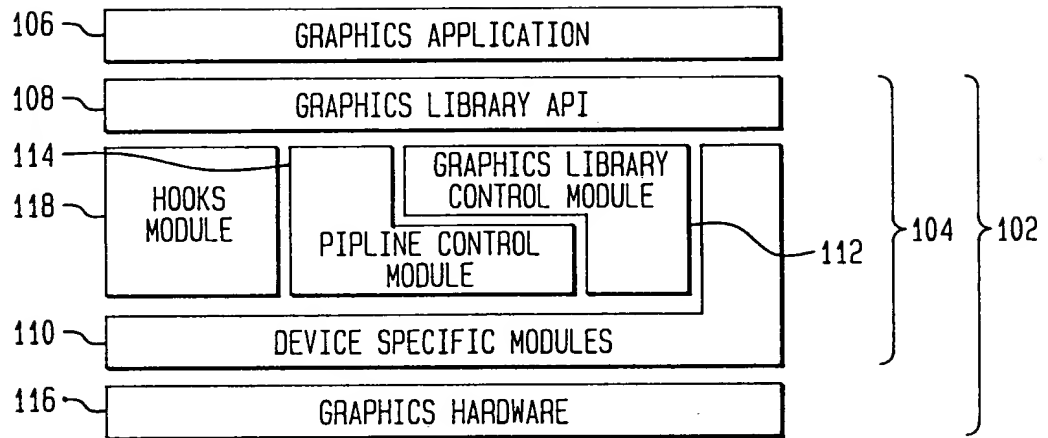 106
GRAPHICS APPLICATION
108
GRAPHICS LIBRARY API
114
118
HOOKS
MODULE
GRAPHICS LIBRARY
CONTROL MODULE
PIPLINE CONTROL
MODULE
112
104
102
110
DEVICE SPECIFIC MODULES
116
GRAPHICS HARDWARE